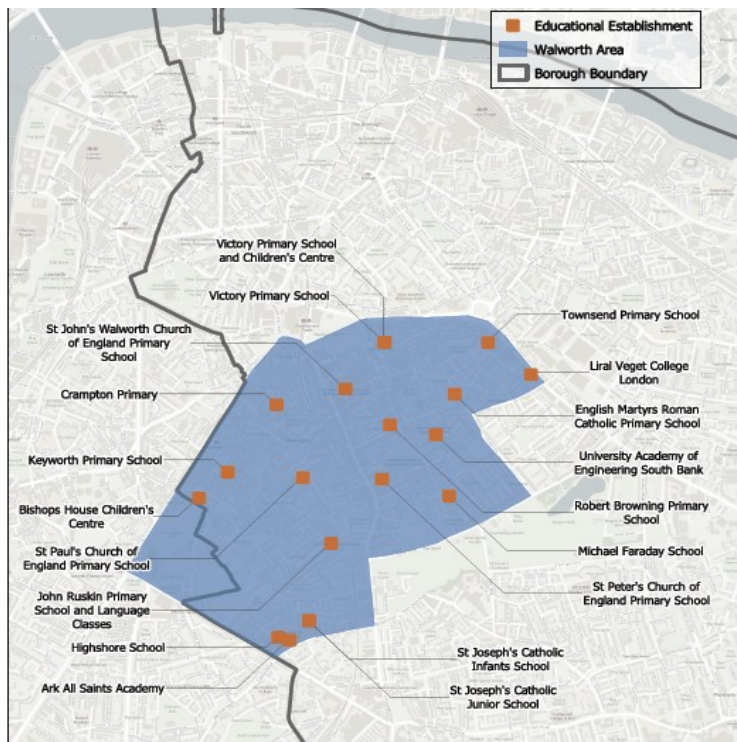 Educational Establishment
Walworth Area
Borough Boundary
Victory Primary School
and Children's Centre
Victory Primary School
St John's Walworth Church
of England Primary
School
Crampton Primary
Keyworth Primary School
Bishops House Children's
Centre
St Paul's Church of
England Primary School
John Ruskin Primary
School and Language
Classes
Highshore School
Ark All Saints Academy
Townsend Primary School
Liral Veget College
London
English Martyrs Roman
Catholic Primary School
University Academy of
Engineering South Bank
Robert Browning Primary
School
Michael Faraday School
St Peter's Church of
England Primary School
St Joseph's Catholic
Infants School
St Joseph's Catholic
Junior School